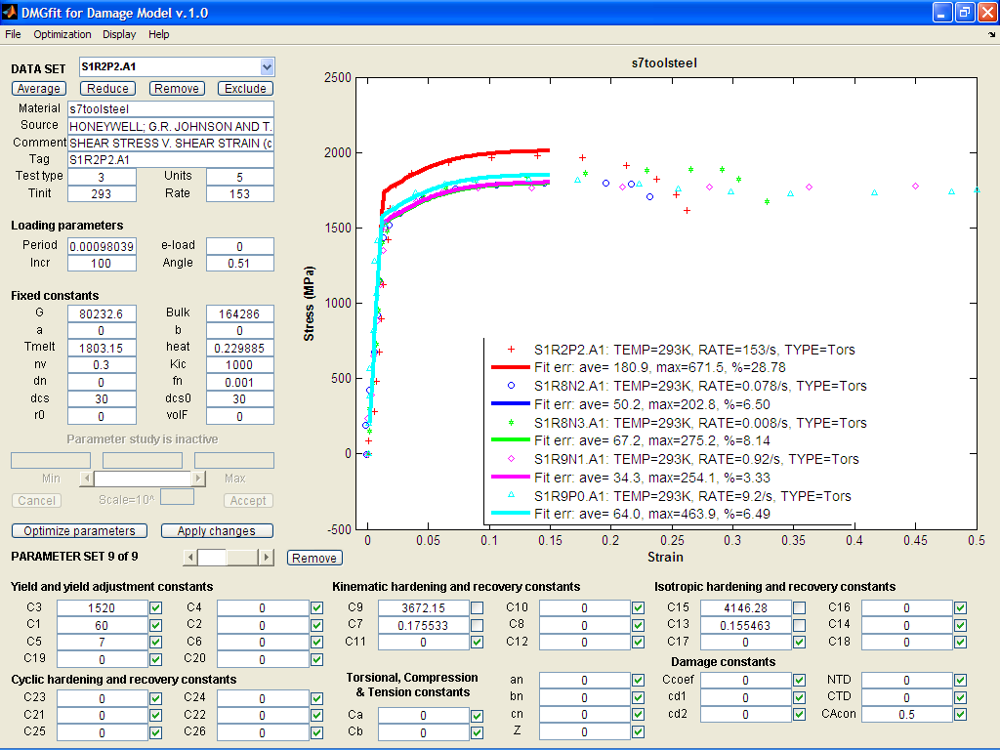 DMGfit for Damage Model v.1.0
File Optimization Display Help
DATA SET S1R2P2.A1
Average Reduce Remove Exclude
Material s7toolsteel
Source HONEYWELL; G.R. JOHNSON AND T.
Comment SHEAR STRESS V. SHEAR STRAIN (c
Tag S1R2P2.A1
Test type 3 Units 5
Tinit 293 Rate 153
Loading parameters
Period 0.00098039 e-load 0
Incr 100 Angle 0.51
Fixed constants
G 80232.6 Bulk 164286
a 0 b 0
Tmelt 1803.15 heat 0.229885
nv 0.3 Kic 1000
dn 0 fn 0.001
dcs 30 dcs0 30
r0 0 volF 0
Parameter study is inactive
Min Max
Cancel Scale=10^ Accept
Optimize parameters Apply changes
PARAMETER SET 9 of 9 Remove
s7toolsteel
2500
2000
1500
1000
500
0
-500
Stress (MPa)
0 0.05 0.1 0.15 0.2 0.25 0.3 0.35 0.4 0.45 0.5
Strain
S1R2P2.A1: TEMP=293K, RATE=153/s, TYPE=Tors
Fit err: ave= 180.9, max=671.5, %=28.78
S1R8N2.A1: TEMP=293K, RATE=0.078/s, TYPE=Tors
Fit err: ave= 50.2, max=202.8, %=6.50
S1R8N3.A1: TEMP=293K, RATE=0.008/s, TYPE=Tors
Fit err: ave= 67.2, max=275.2, %=8.14
S1R9N1.A1: TEMP=293K, RATE=0.92/s, TYPE=Tors
Fit err: ave= 34.3, max=254.1, %=3.33
S1R9P0.A1: TEMP=293K, RATE=9.2/s, TYPE=Tors
Fit err: ave= 64.0, max=463.9, %=6.49
Yield and yield adjustment constants
C3 1520 C4 0
C1 60 C2 0
C5 7 C6 0
C19 0 C20 0
Cyclic hardening and recovery constants
C23 0 C24 0
C21 0 C22 0
C25 0 C26 0
Kinematic hardening and recovery constants
C9 3672.15 C10 0
C7 0.175533 C8 0
C11 0 C12 0
Torsional, Compression
& Tension constants
Ca 0
Cb 0
an 0
bn 0
cn 0
Z 0
Isotropic hardening and recovery constants
C15 4146.28 C16 0
C13 0.155463 C14 0
C17 0 C18 0
Damage constants
Ccoef 0 NTD 0
cd1 0 CTD 0
cd2 0 CAcon 0.5